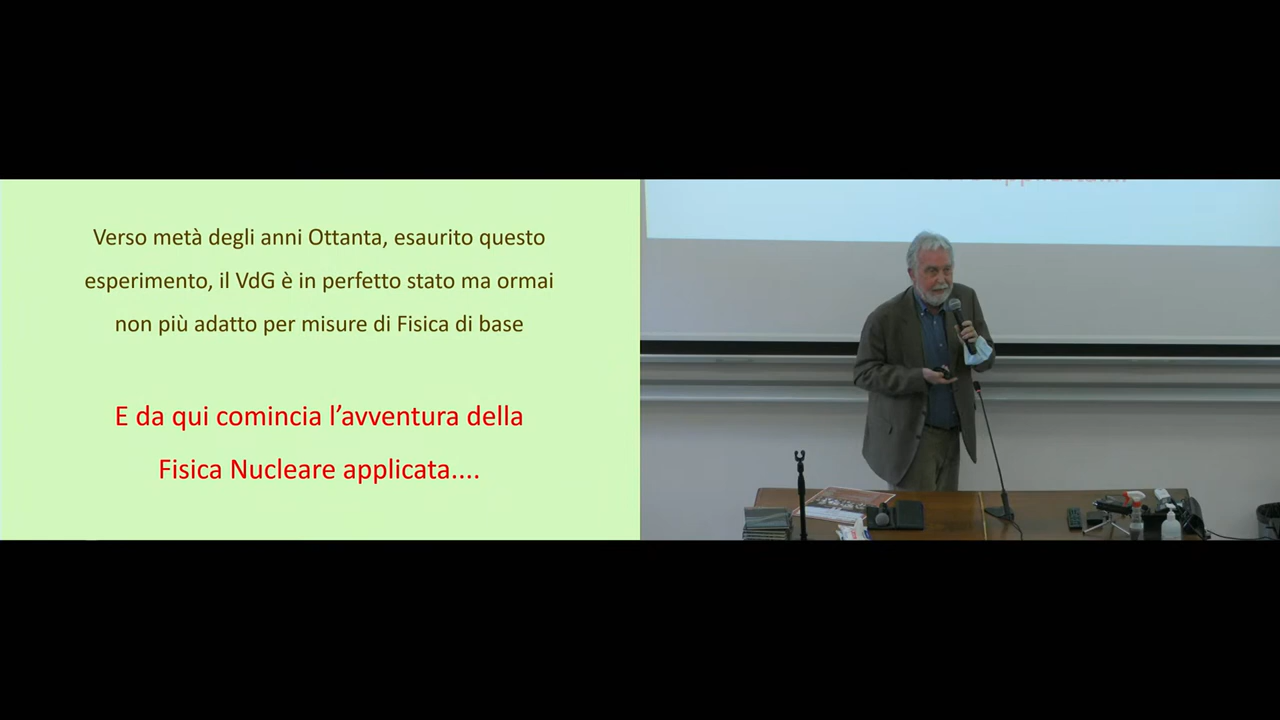 Verso metà degli anni Ottanta, esaurito questo
esperimento, il VdG è in perfetto stato ma ormai
non più adatto per misure di Fisica di base
E da qui comincia l’avventura della
Fisica Nucleare applicata....